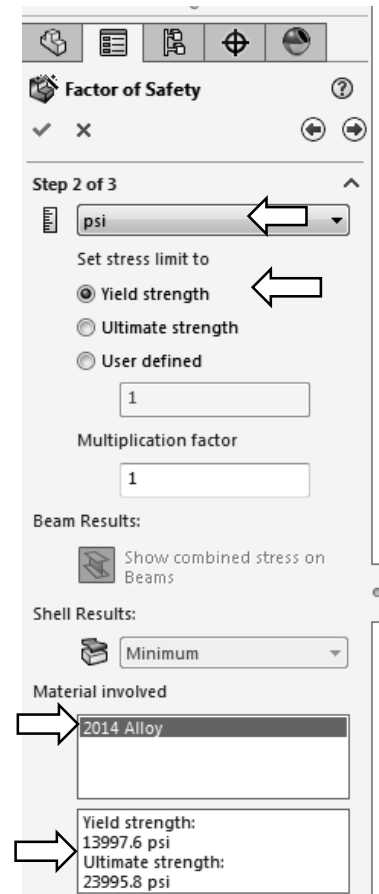 Factor of Safety
Step 2 of 3
psi
Set stress limit to
Yield strength
Ultimate strength
User defined
1
Multiplication factor
1
Beam Results:
Show combined stress on
Beams
Shell Results:
Minimum
Material involved
2014 Alloy
Yield strength:
13997.6 psi
Ultimate strength:
23995.8 psi